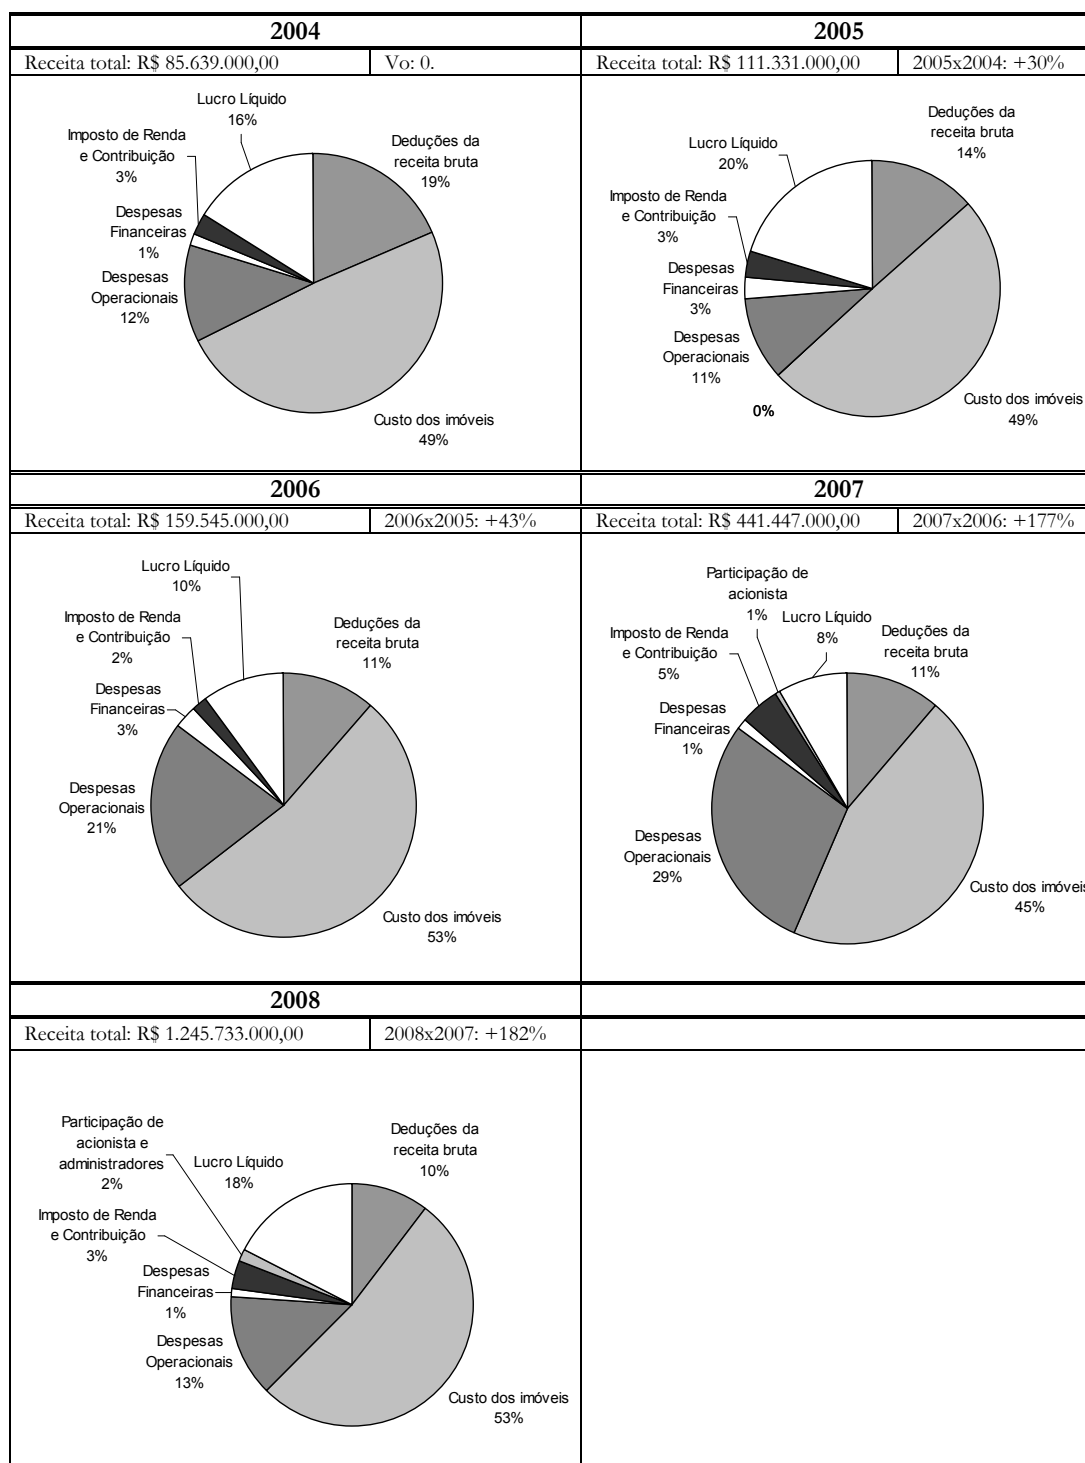 2004
2005
Receita total: R$ 85.639.000,00
Vo: 0.
Receita total: R$ 111.331.000,00
2005x2004: +30%
Lucro Líquido
16%
Imposto de Renda
e Contribuição
3%
Despesas
Financeiras
1%
Despesas
Operacionais
12%
Deduções da
receita bruta
19%
Custo dos imóveis
49%
Lucro Líquido
20%
Imposto de Renda
e Contribuição
3%
Despesas
Financeiras
3%
Despesas
Operacionais
11%
0%
Deduções da
receita bruta
14%
Custo dos imóveis
49%
2006
2007
Receita total: R$ 159.545.000,00
2006x2005: +43%
Receita total: R$ 441.447.000,00
2007x2006: +177%
Lucro Líquido
10%
Imposto de Renda
e Contribuição
2%
Despesas
Financeiras
3%
Despesas
Operacionais
21%
Deduções da
receita bruta
11%
Custo dos imóveis
53%
Participação de
acionista
1%
Lucro Líquido
8%
Imposto de Renda
e Contribuição
5%
Despesas
Financeiras
1%
Despesas
Operacionais
29%
Deduções da
receita bruta
11%
Custo dos imóveis
45%
2008
Receita total: R$ 1.245.733.000,00
2008x2007: +182%
Participação de
acionista e
administradores
2%
Lucro Líquido
18%
Imposto de Renda
e Contribuição
3%
Despesas
Financeiras
1%
Despesas
Operacionais
13%
Deduções da
receita bruta
10%
Custo dos imóveis
53%